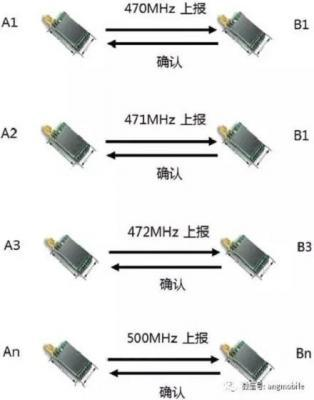 470MHz 上报
A1
B1
确认
471MHz 上报
A2
B1
确认
472MHz 上报
A3
B3
确认
500MHz 上报
An
Bn
确认
微信号: angmobile